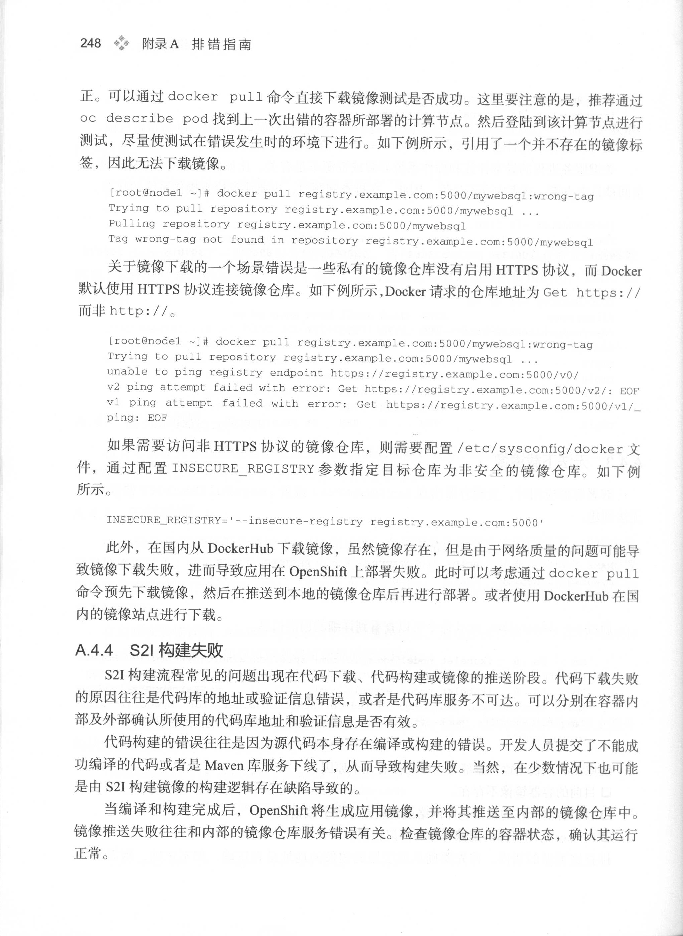 248 附录A 排错指南
正。可以通过 docker pull 命令直接下载镜像测试是否成功。这里要注意的是，推荐通过
oc describe pod 找到上一次出错的容器所部署的计算节点。然后登陆到该计算节点进行
测试，尽量使测试在错误发生时的环境下进行。如下例所示，引用了一个并不存在的镜像标
签，因此无法下载镜像。
[root@node1 ~]# docker pull registry.example.com:5000/mywebsql:wrong-tag
Trying to pull repository registry.example.com:5000/mywebsql ...
Pulling repository registry.example.com:5000/mywebsql
Tag wrong-tag not found in repository registry.example.com:5000/mywebsql
关于镜像下载的一个场景错误是一些私有的镜像仓库没有启用 HTTPS 协议，而 Docker
默认使用 HTTPS 协议连接镜像仓库。如下例所示，Docker 请求的仓库地址为 Get https://
而非 http://。
[root@node1 ~]# docker pull registry.example.com:5000/mywebsql:wrong-tag
Trying to pull repository registry.example.com:5000/mywebsql ...
unable to ping registry endpoint https://registry.example.com:5000/v0/
v2 ping attempt failed with error: Get https://registry.example.com:5000/v2/: EOF
v1 ping attempt failed with error: Get https://registry.example.com:5000/v1/_
ping: EOF
如果需要访问非 HTTPS 协议的镜像仓库，则需要配置 /etc/sysconfig/docker 文
件，通过配置 INSECURE_REGISTRY 参数指定目标仓库为非安全的镜像仓库。如下例
所示。
INSECURE_REGISTRY='--insecure-registry registry.example.com:5000'
此外，在国内从 DockerHub 下载镜像，虽然镜像存在，但是由于网络质量的问题可能导
致镜像下载失败，进而导致应用在 OpenShift 上部署失败。此时可以考虑通过 docker pull
命令预先下载镜像，然后在推送到本地的镜像仓库后再进行部署。或者使用 DockerHub 在国
内的镜像站点进行下载。
A.4.4 S2I 构建失败
S2I 构建流程常见的问题出现在代码下载、代码构建或镜像的推送阶段。代码下载失败
的原因往往是代码库的地址或验证信息错误，或者是代码库服务不可达。可以分别在容器内
部及外部确认所使用的代码库地址和验证信息是否有效。
代码构建的错误往往是因为源代码本身存在编译或构建的错误。开发人员提交了不能成
功编译的代码或者是 Maven 库服务下线了，从而导致构建失败。当然，在少数情况下也可能
是由 S2I 构建镜像的构建逻辑存在缺陷导致的。
当编译和构建完成后，OpenShift 将生成应用镜像，并将其推送至内部的镜像仓库中。
镜像推送失败往往和内部的镜像仓库服务错误有关。检查镜像仓库的容器状态，确认其运行
正常。